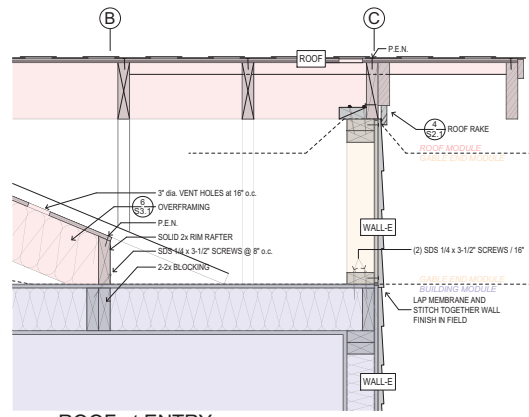 B
C
P.E.N.
ROOF
4
S2.1
ROOF RAKE
ROOF MODULE
GABLE END MODULE
3" dia. VENT HOLES at 16" o.c.
6
S3.1
OVERFRAMING
P.E.N.
SOLID 2x RIM RAFTER
SDS 1/4 x 3-1/2" SCREWS @ 8" o.c.
2-2x BLOCKING
WALL-E
(2) SDS 1/4 x 3-1/2" SCREWS / 16"
GABLE END MODULE
BUILDING MODULE
LAP MEMBRANE AND
STITCH TOGETHER WALL
FINISH IN FIELD
WALL-E
ROOF at ENTRY